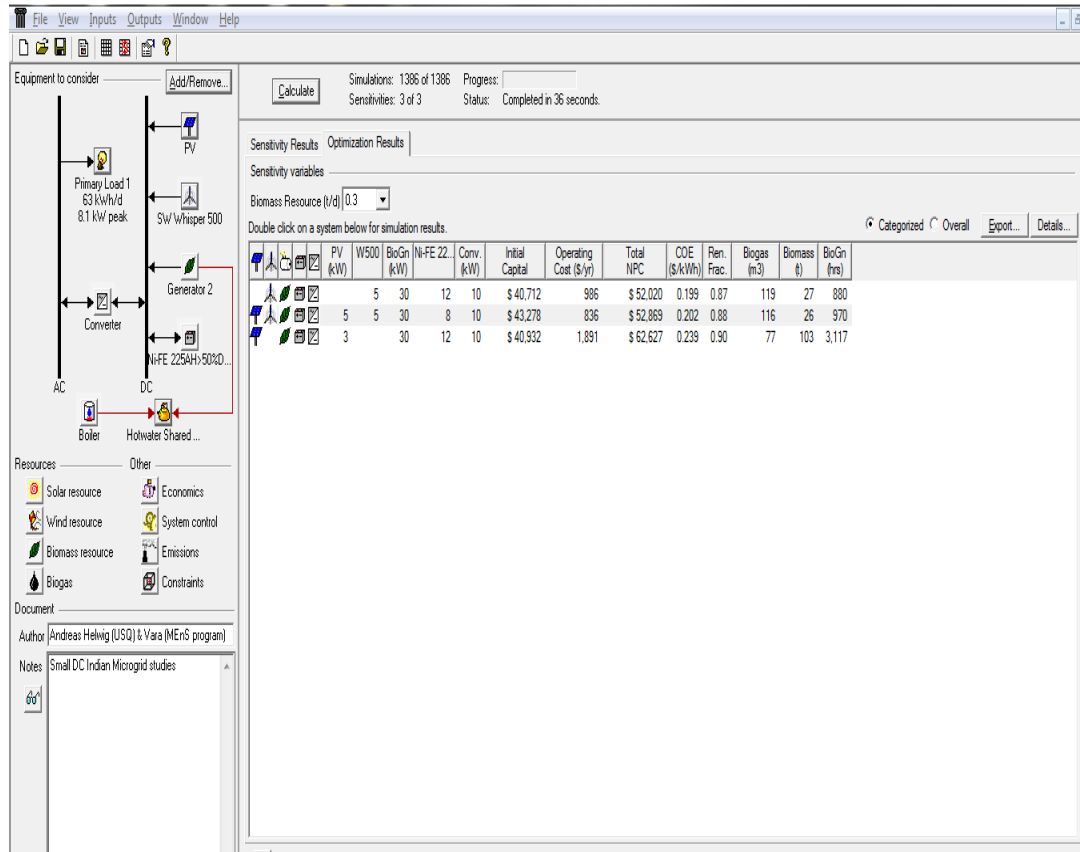 File View Inputs Outputs Window Help
Equipment to consider Add/Remove...
PV
Primary Load 1
63 kWh/d
8.1 kW peak
SW Whisper 500
Generator 2
Converter
Ni-FE 225AH>50%D...
AC DC
Boiler Hotwater Shared ...
Resources Other
Solar resource Economics
Wind resource System control
Biomass resource Emissions
Biogas Constraints
Document
Author Andreas Helwig (USQ) & Vara (MEnS program)
Notes Small DC Indian Microgrid studies
Calculate
Simulations: 1386 of 1386 Progress:
Sensitivities: 3 of 3 Status: Completed in 36 seconds.
Sensitivity Results Optimization Results
Sensitivity variables
Biomass Resource (t/d) 0.3
Double click on a system below for simulation results. Categorized Overall Export... Details...
PV (kW) W500 BioGn (kW) Ni-FE 22... Conv. (kW) Initial Capital Operating Cost ($/yr) Total NPC COE ($/kWh) Ren. Frac. Biogas (m3) Biomass (t) BioGn (hrs)
5 30 12 10 $ 40,712 986 $ 52,020 0.199 0.87 119 27 880
5 5 30 8 10 $ 43,278 836 $ 52,869 0.202 0.88 116 26 970
3 30 12 10 $ 40,932 1,891 $ 62,627 0.239 0.90 77 103 3,117